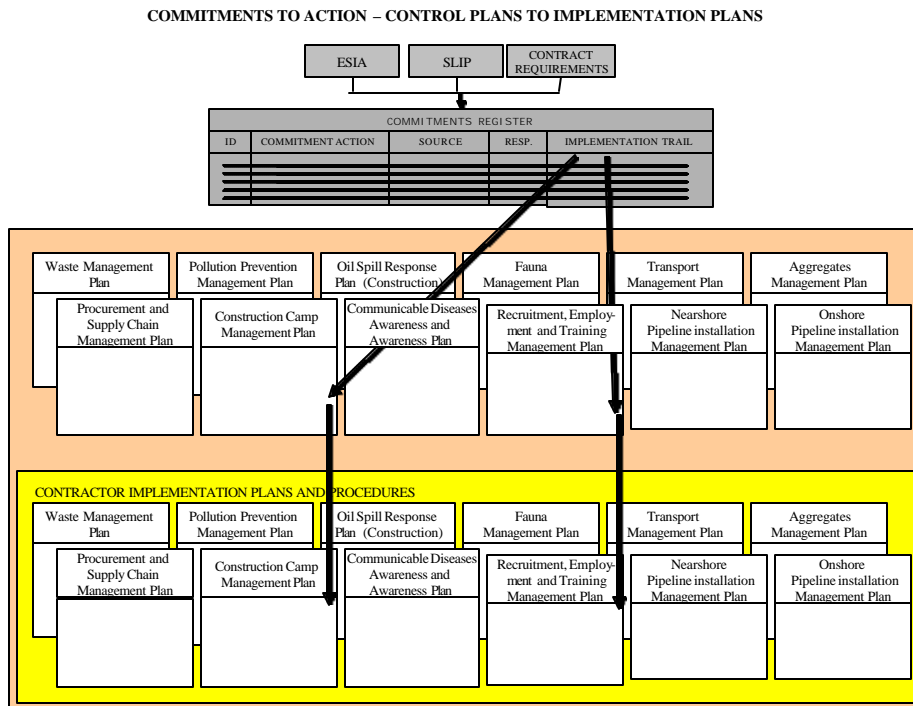 COMMITMENTS TO ACTION – CONTROL PLANS TO IMPLEMENTATION PLANS
ESIA
SLIP
CONTRACT
REQUIREMENTS
COMMITMENTS REGISTER
ID
COMMITMENT ACTION
SOURCE
RESP.
IMPLEMENTATION TRAIL
Waste Management
Plan
Pollution Prevention
Management Plan
Oil Spill Response
Plan (Construction)
Fauna
Management Plan
Transport
Management Plan
Aggregates
Management Plan
Procurement and
Supply Chain
Management Plan
Construction Camp
Management Plan
Communicable Diseases
Awareness and
Awareness Plan
Recruitment, Employ-
ment and Training
Management Plan
Nearshore
Pipeline installation
Management Plan
Onshore
Pipeline installation
Management Plan
CONTRACTOR IMPLEMENTATION PLANS AND PROCEDURES
Waste Management
Plan
Pollution Prevention
Management Plan
Oil Spill Response
Plan (Construction)
Fauna
Management Plan
Transport
Management Plan
Aggregates
Management Plan
Procurement and
Supply Chain
Management Plan
Construction Camp
Management Plan
Communicable Diseases
Awareness and
Awareness Plan
Recruitment, Employ-
ment and Training
Management Plan
Nearshore
Pipeline installation
Management Plan
Onshore
Pipeline installation
Management Plan